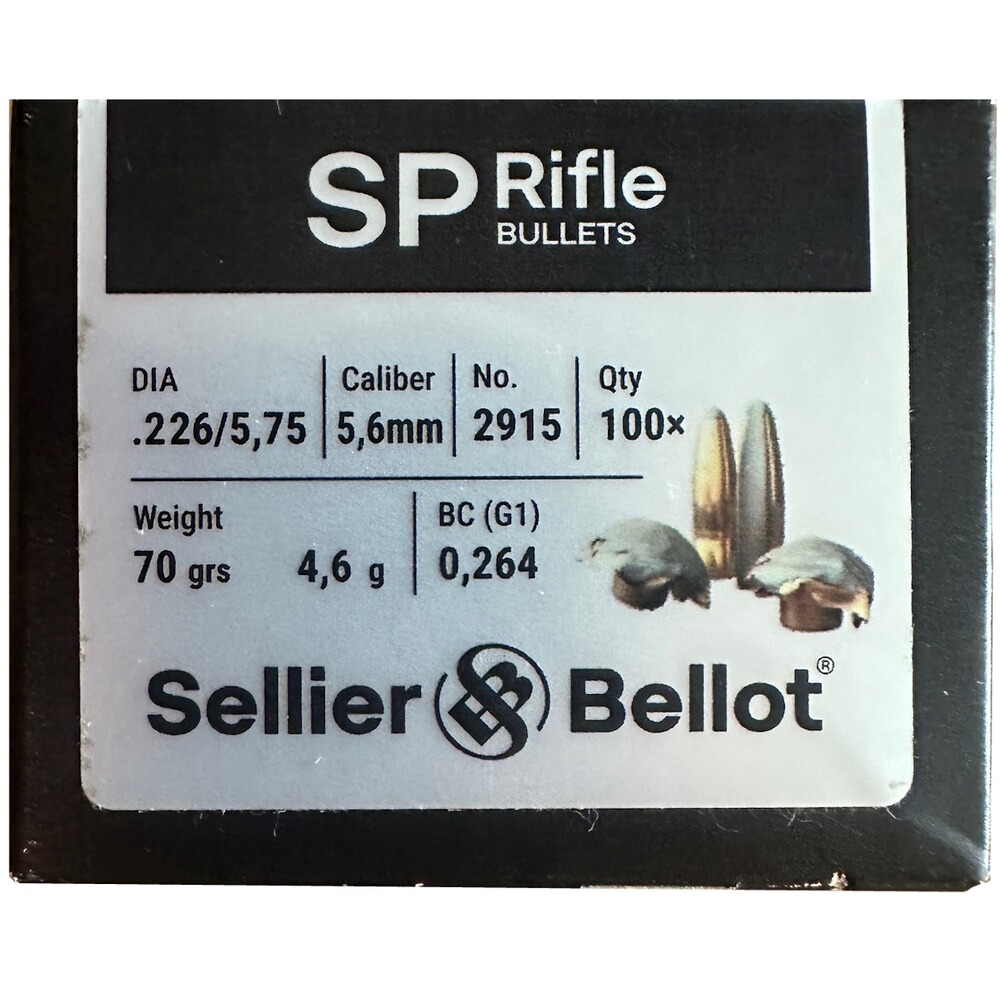 SP Rifle
BULLETS
DIA Caliber No. Qty
.226/5,75 5,6mm 2915 100×
Weight BC (G1)
70 grs 4,6 g 0,264
Sellier SB Bellot®